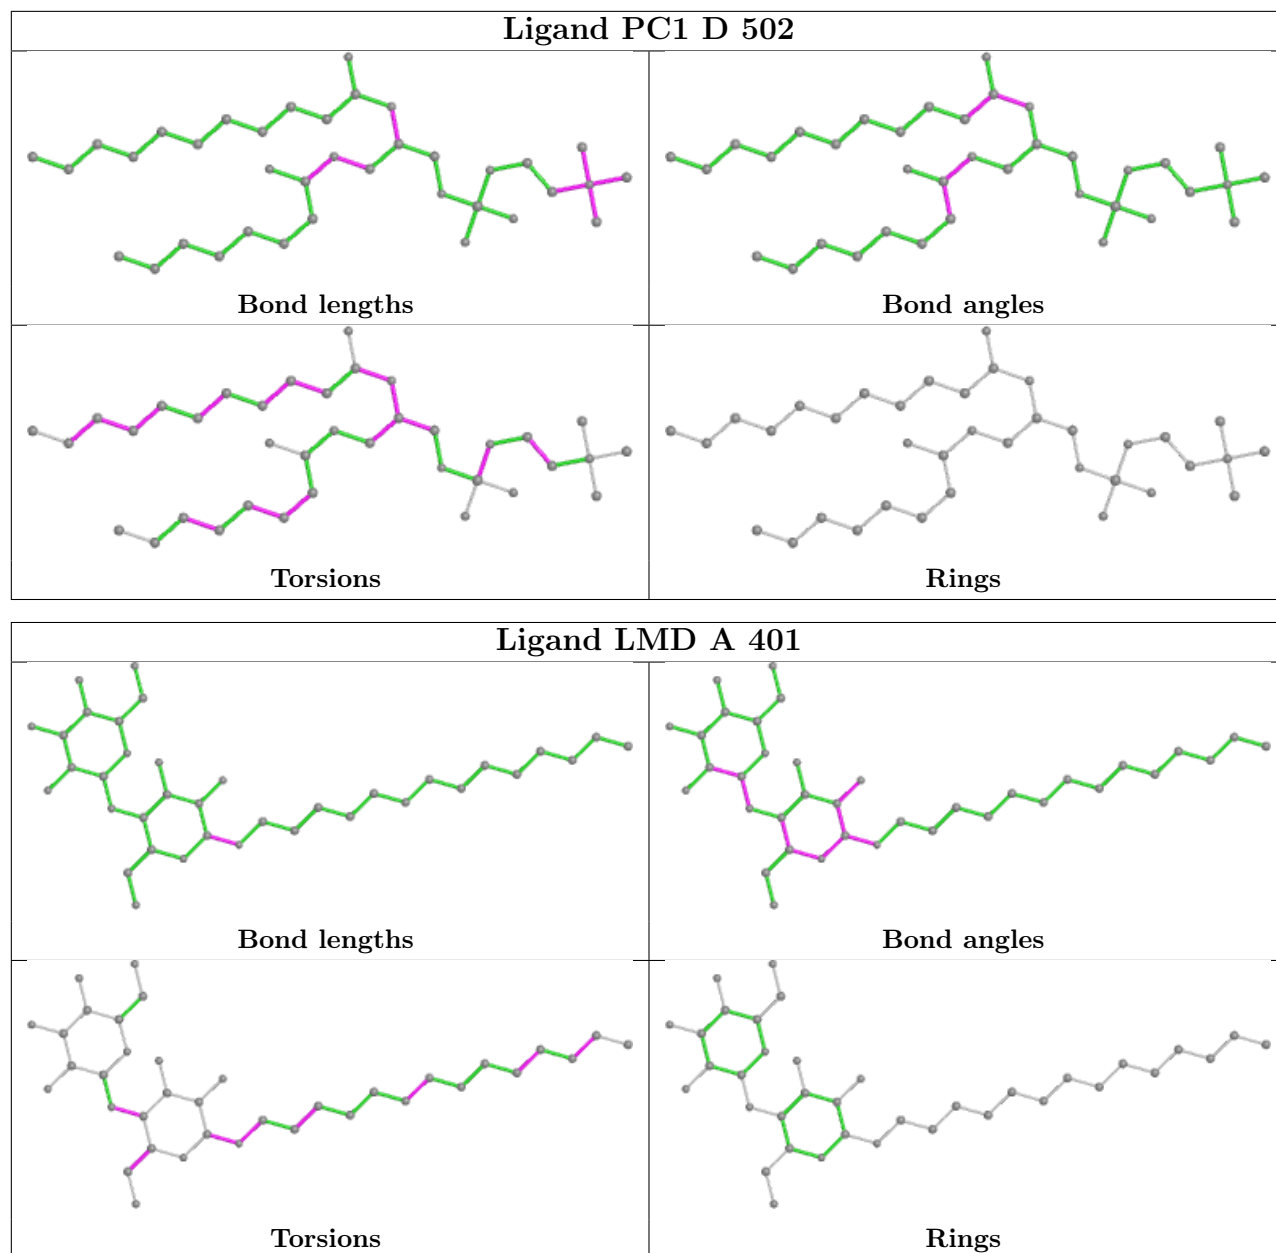 Ligand PC1 D 502
Bond lengths
Bond angles
Torsions
Rings
Ligand LMD A 401
Bond lengths
Bond angles
Torsions
Rings